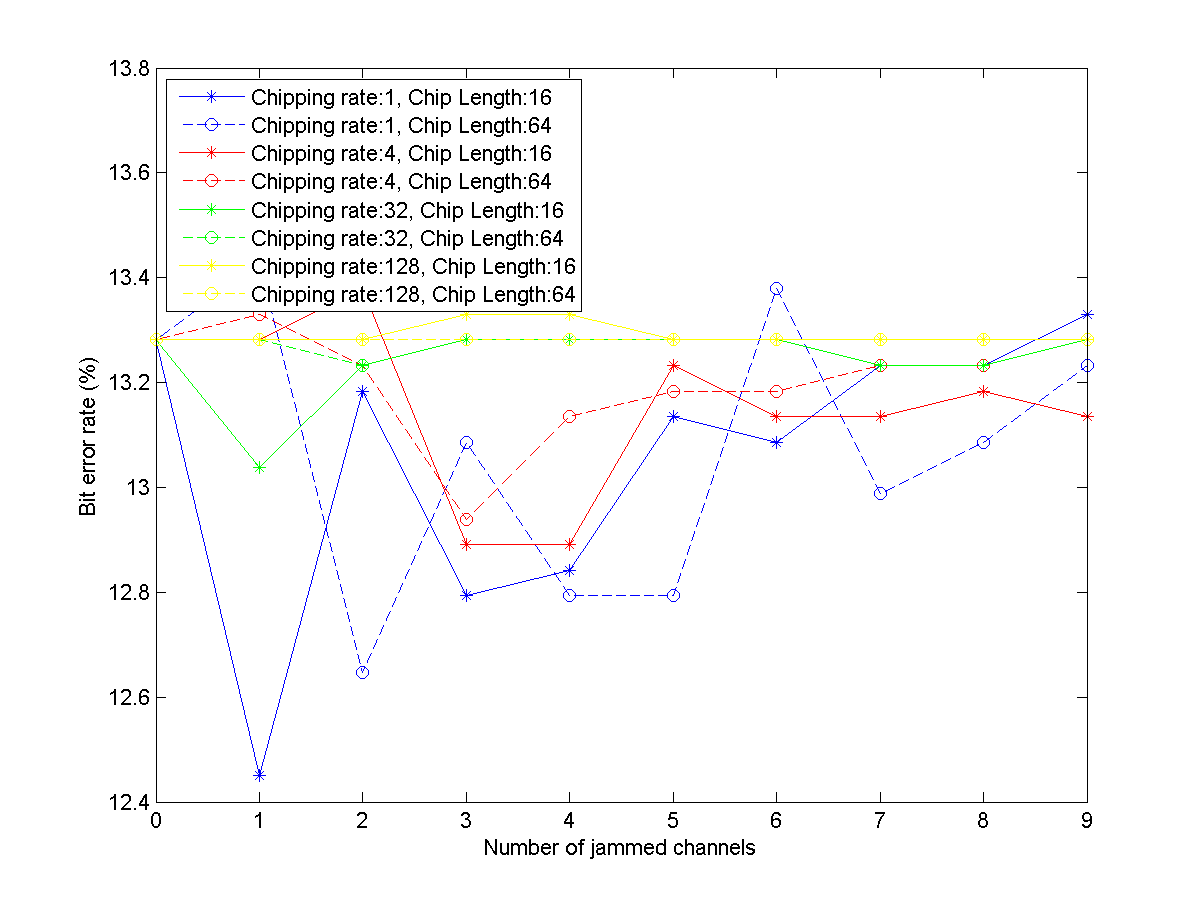 13.8
13.6
13.4
13.2
13
12.8
12.6
12.4
Bit error rate (%)
Chipping rate:1, Chip Length:16
Chipping rate:1, Chip Length:64
Chipping rate:4, Chip Length:16
Chipping rate:4, Chip Length:64
Chipping rate:32, Chip Length:16
Chipping rate:32, Chip Length:64
Chipping rate:128, Chip Length:16
Chipping rate:128, Chip Length:64
0 1 2 3 4 5 6 7 8 9
Number of jammed channels